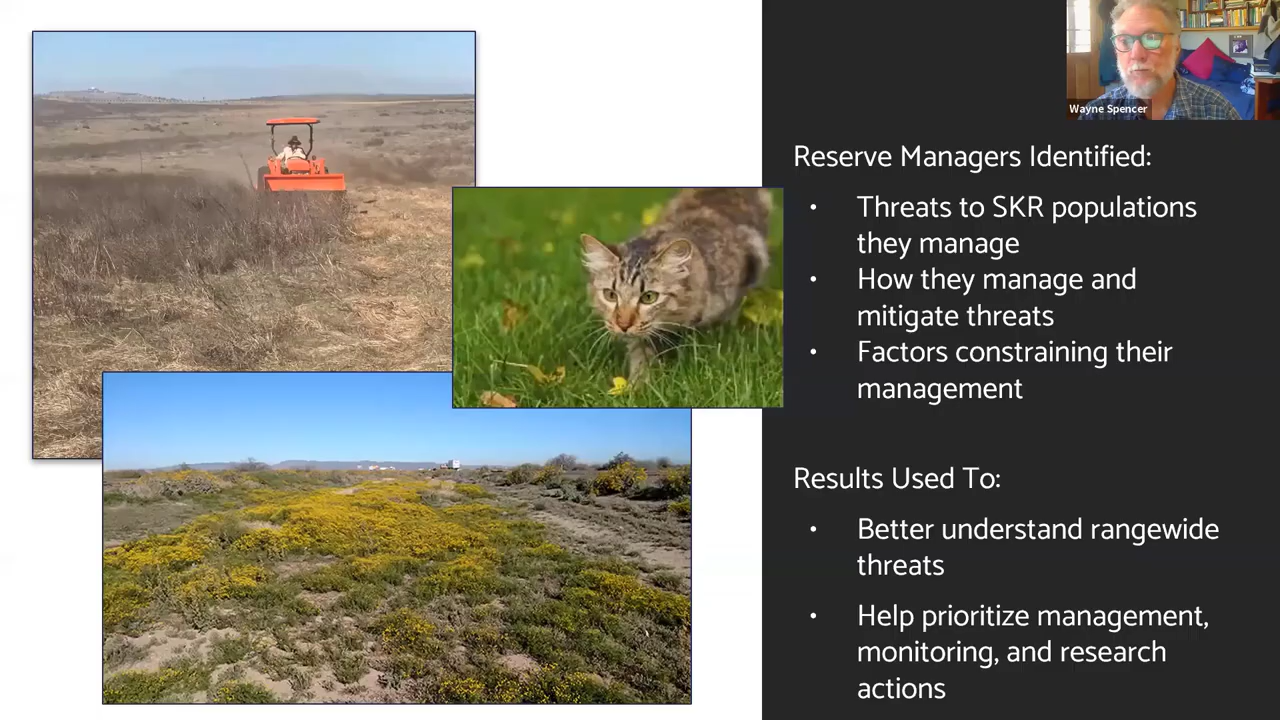 Wayne Spencer
Reserve Managers Identified:
• Threats to SKR populations
they manage
• How they manage and
mitigate threats
• Factors constraining their
management
Results Used To:
• Better understand rangewide
threats
• Help prioritize management,
monitoring, and research
actions